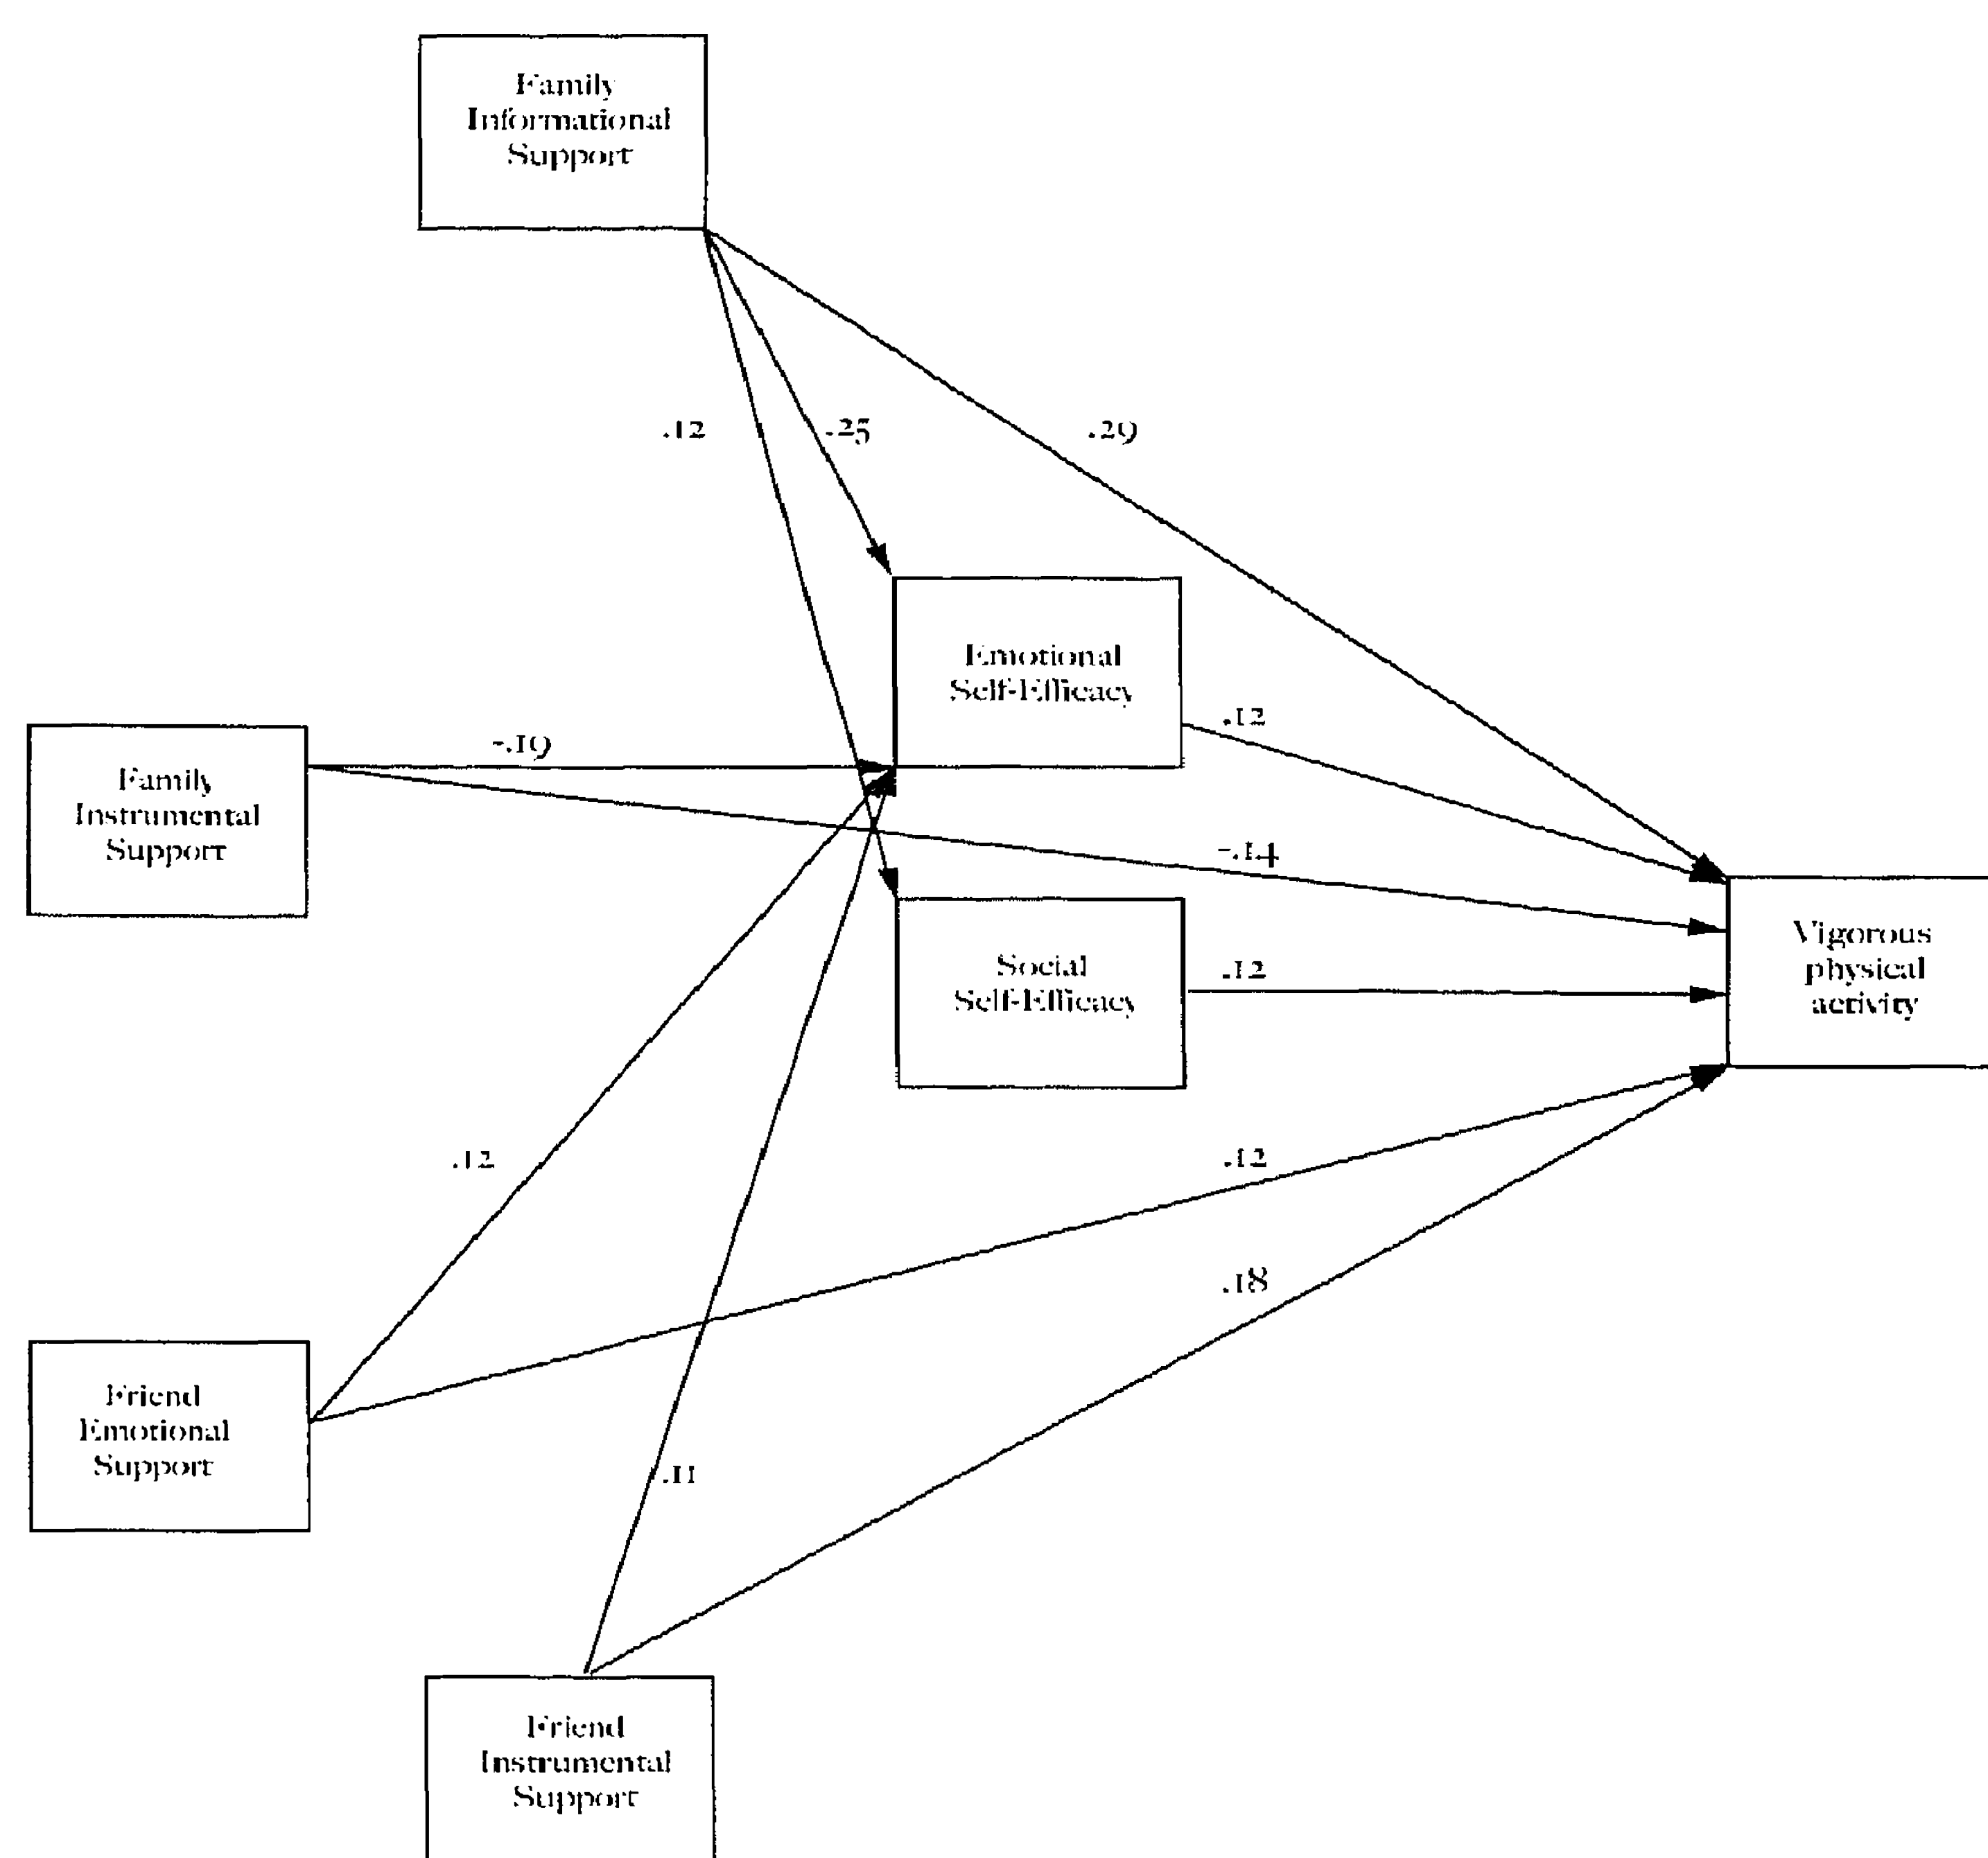 Family
Informational
Support
.12
.25
.29
Emotional
Self-Efficacy
.12
-.19
Family
Instrumental
Support
-.14
Social
Self-Efficacy
.12
Vigorous
physical
activity
.12
.12
.18
Friend
Emotional
Support
.11
Friend
Instrumental
Support